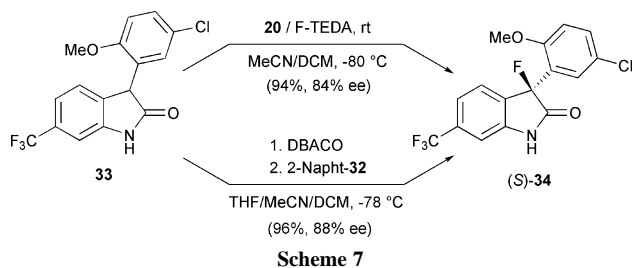 Cl
MeO
F₃C
O
N
H
33
20 / F-TEDA, rt
MeCN/DCM, -80 °C
(94%, 84% ee)
1. DBACO
2. 2-Napht-32
THF/MeCN/DCM, -78 °C
(96%, 88% ee)
MeO
Cl
F
F₃C
O
N
H
(S)-34
Scheme 7